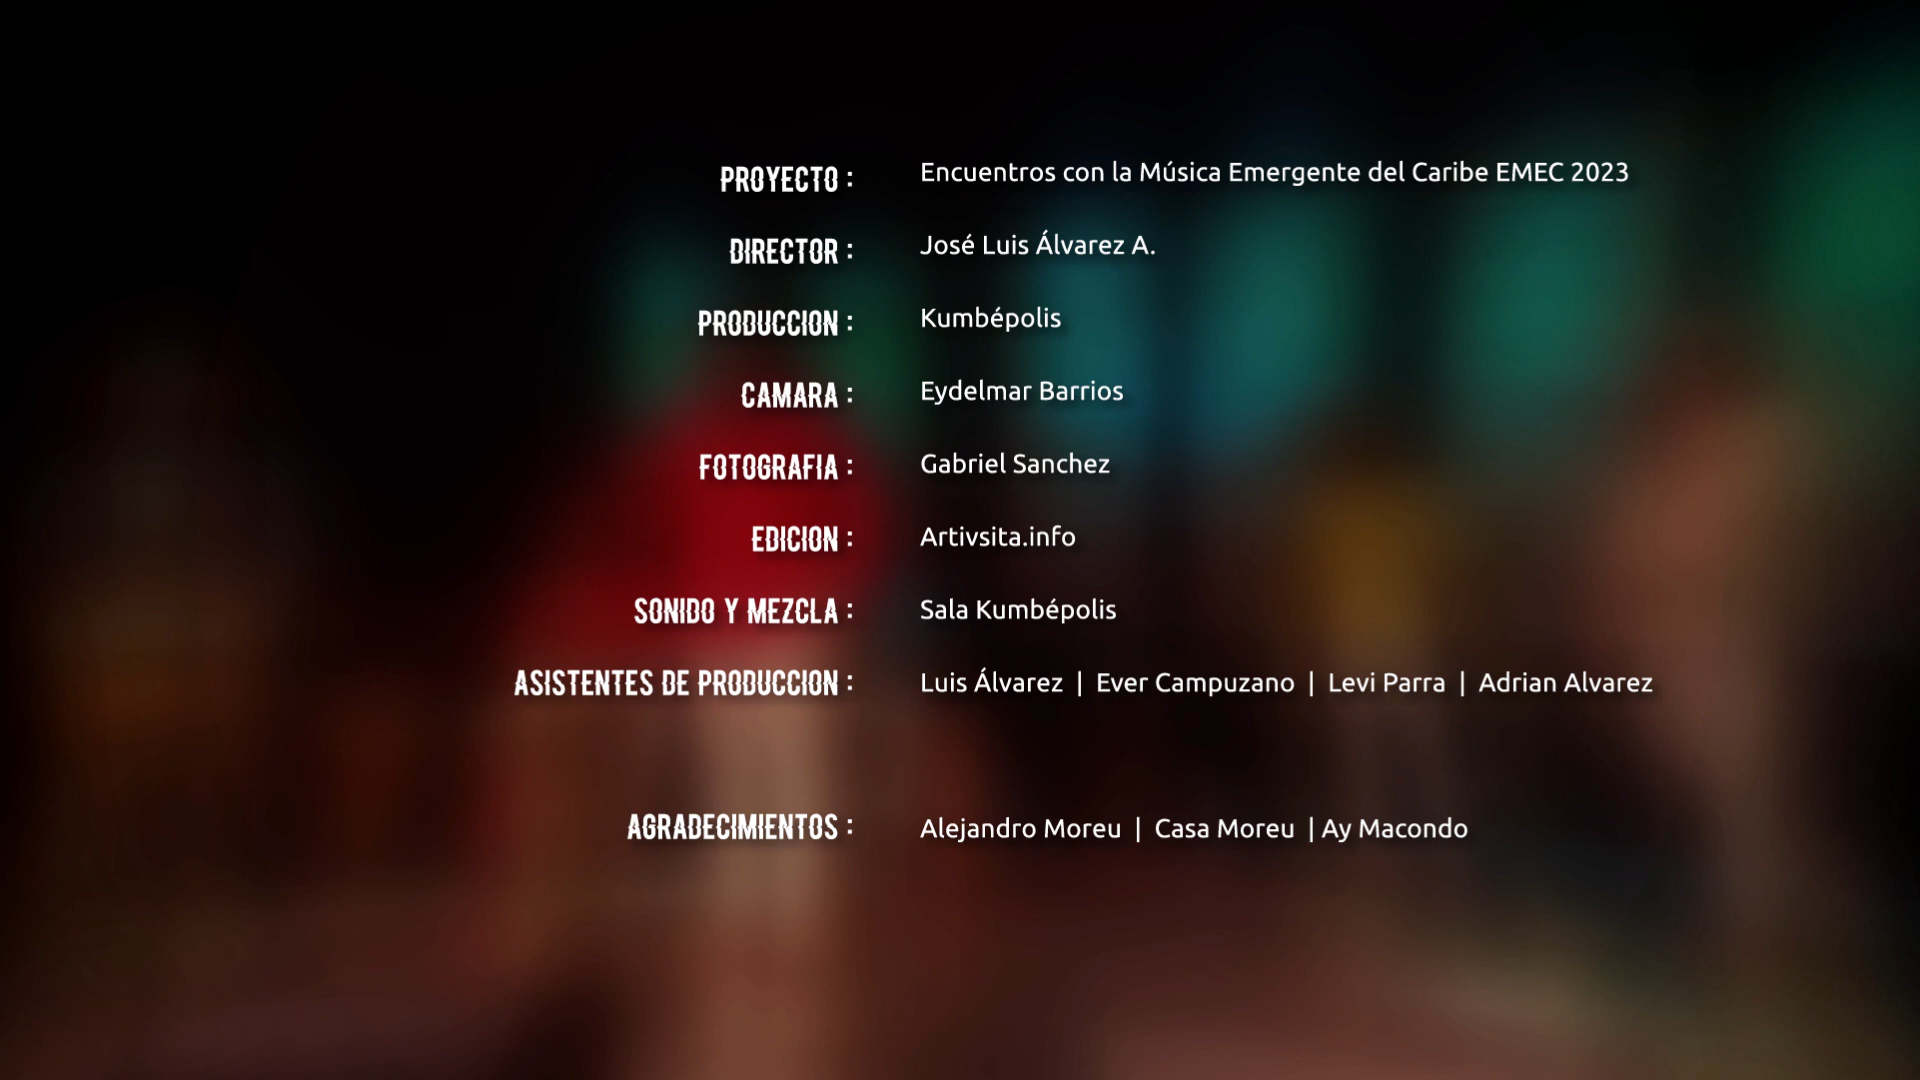 PROYECTO : Encuentros con la Música Emergente del Caribe EMEC 2023
DIRECTOR : José Luis Álvarez A.
PRODUCCION : Kumbépolis
CAMARA : Eydelmar Barrios
FOTOGRAFIA : Gabriel Sanchez
EDICION : Artivsita.info
SONIDO Y MEZCLA : Sala Kumbépolis
ASISTENTES DE PRODUCCION : Luis Álvarez | Ever Campuzano | Levi Parra | Adrian Alvarez
AGRADECIMIENTOS : Alejandro Moreu | Casa Moreu | Ay Macondo